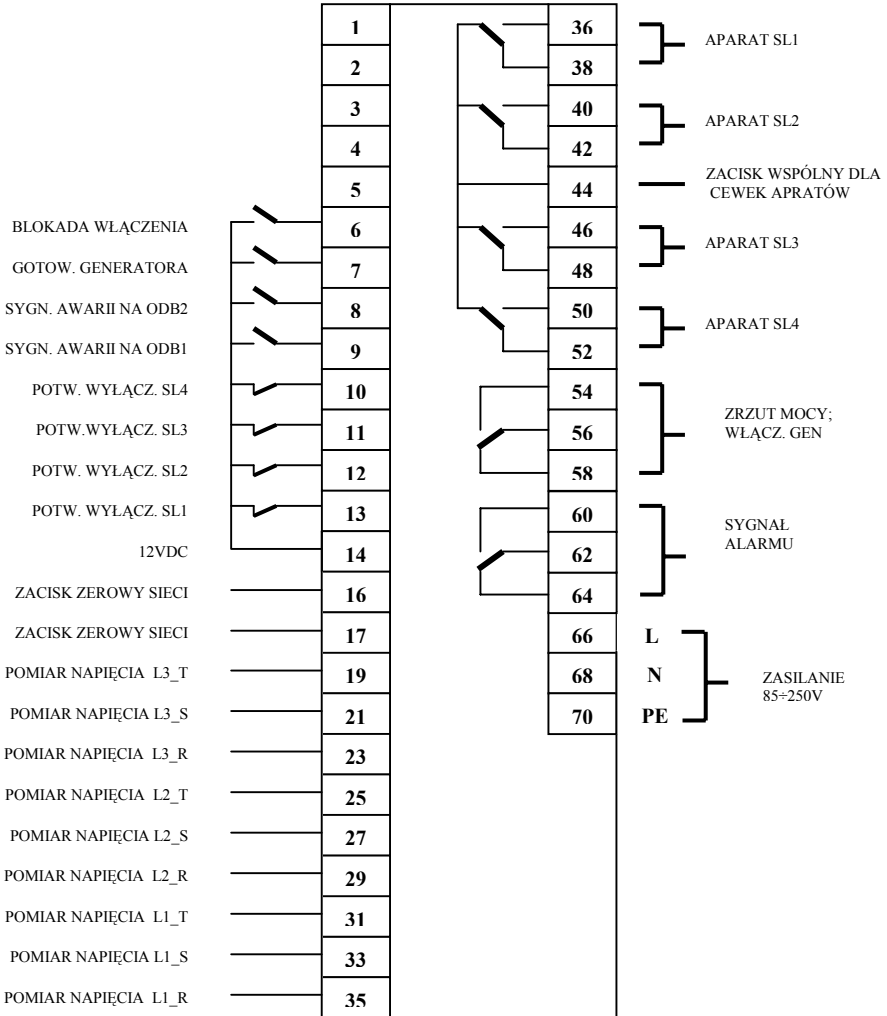 1
2
3
4
5
BLOKADA WŁĄCZENIA 6
GOTOW. GENERATORA 7
SYGN. AWARII NA ODB2 8
SYGN. AWARII NA ODB1 9
POTW. WYŁĄCZ. SL4 10
POTW.WYŁĄCZ. SL3 11
POTW. WYŁĄCZ. SL2 12
POTW. WYŁĄCZ. SL1 13
12VDC 14
ZACISK ZEROWY SIECI 16
ZACISK ZEROWY SIECI 17
POMIAR NAPIĘCIA L3_T 19
POMIAR NAPIĘCIA L3_S 21
POMIAR NAPIĘCIA L3_R 23
POMIAR NAPIĘCIA L2_T 25
POMIAR NAPIĘCIA L2_S 27
POMIAR NAPIĘCIA L2_R 29
POMIAR NAPIĘCIA L1_T 31
POMIAR NAPIĘCIA L1_S 33
POMIAR NAPIĘCIA L1_R 35
36
38
APARAT SL1
40
42
APARAT SL2
44
ZACISK WSPÓLNY DLA
CEWEK APRATÓW
46
48
APARAT SL3
50
52
APARAT SL4
54
56
58
ZRZUT MOCY;
WŁĄCZ. GEN
60
62
64
SYGNAŁ
ALARMU
66 L
68 N
70 PE
ZASILANIE
85÷250V